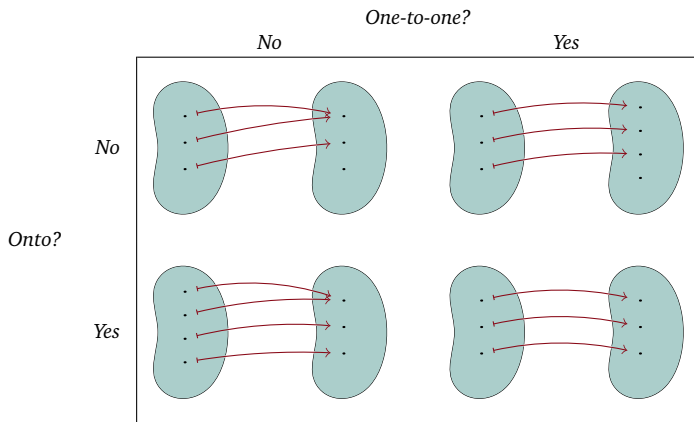 One-to-one?
No Yes
No
Onto?
Yes